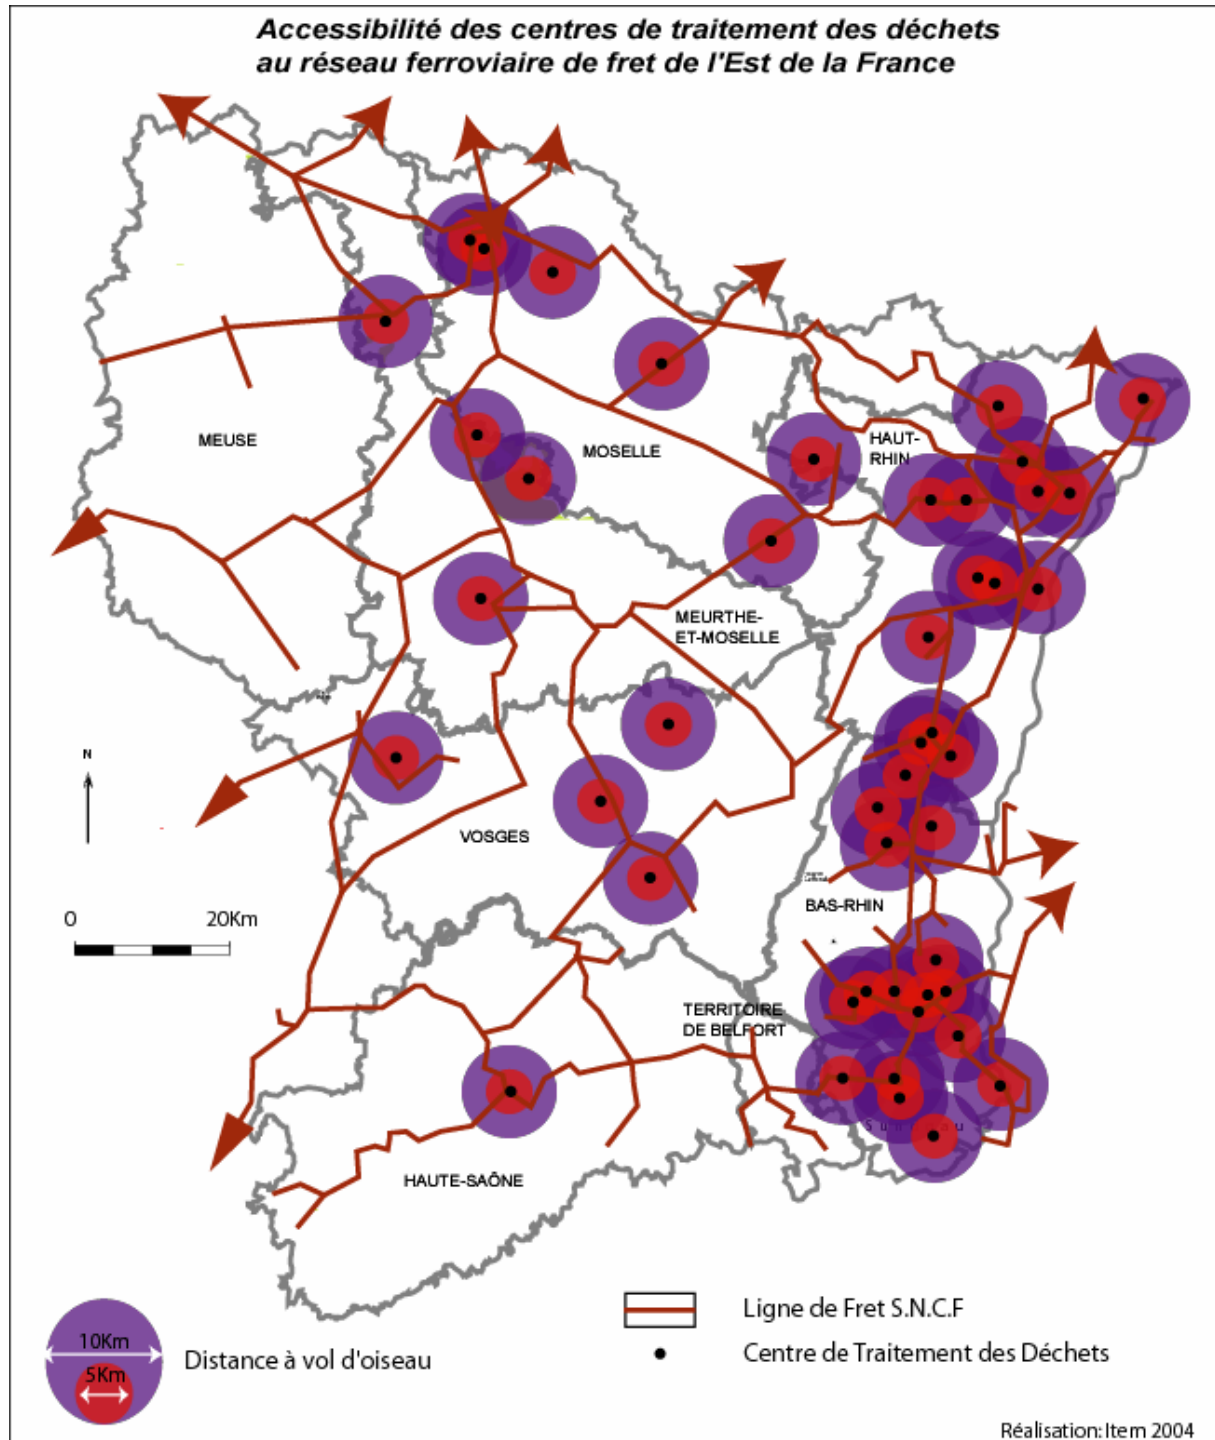 Accessibilité des centres de traitement des déchets
au réseau ferroviaire de fret de l'Est de la France
MEUSE
MOSELLE
HAUT-
RHIN
MEURTHE-
ET-MOSELLE
N
VOSGES
BAS-RHIN
0 20Km
TERRITOIRE
DE BELFORT
HAUTE-SAÔNE
10Km
5Km
Distance à vol d'oiseau
Ligne de Fret S.N.C.F
Centre de Traitement des Déchets
Réalisation: Item 2004